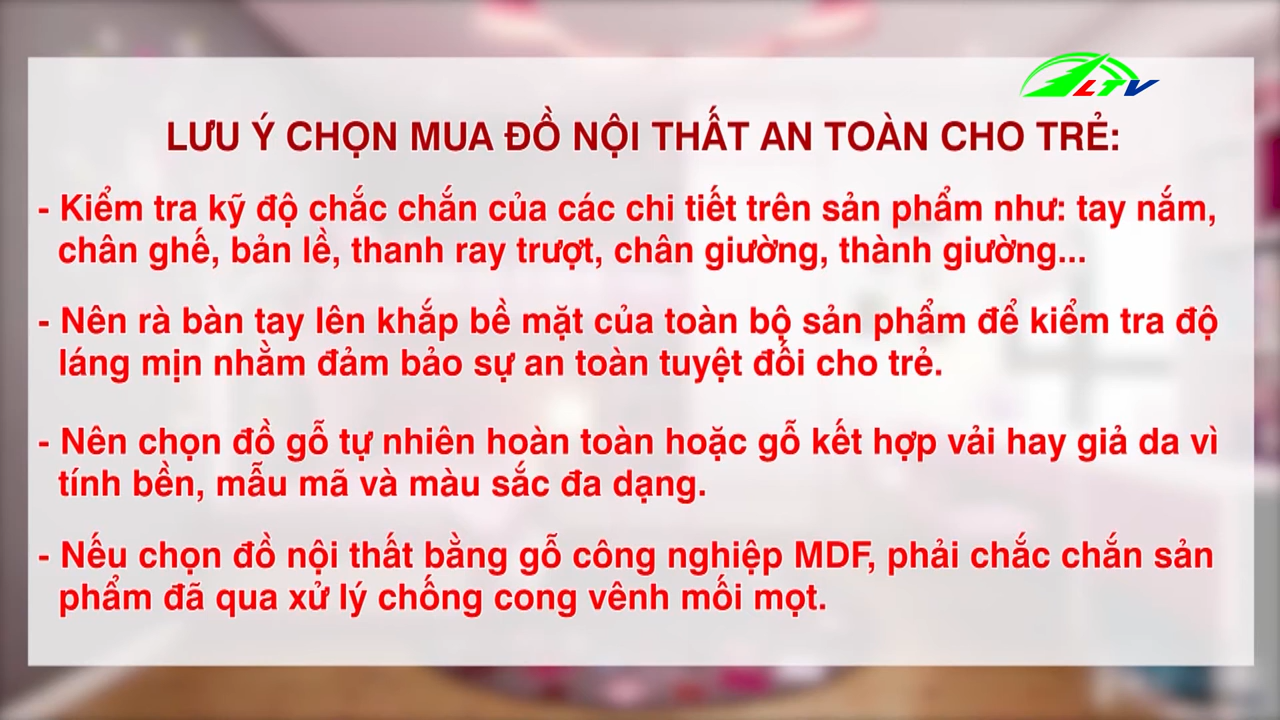 LTV
LƯU Ý CHỌN MUA ĐỒ NỘI THẤT AN TOÀN CHO TRẺ:
- Kiểm tra kỹ độ chắc chắn của các chi tiết trên sản phẩm như: tay nắm,
chân ghế, bản lề, thanh ray trượt, chân giường, thành giường...
- Nên rà bàn tay lên khắp bề mặt của toàn bộ sản phẩm để kiểm tra độ
láng mịn nhằm đảm bảo sự an toàn tuyệt đối cho trẻ.
- Nên chọn đồ gỗ tự nhiên hoàn toàn hoặc gỗ kết hợp vải hay giả da vì
tính bền, mẫu mã và màu sắc đa dạng.
- Nếu chọn đồ nội thất bằng gỗ công nghiệp MDF, phải chắc chắn sản
phẩm đã qua xử lý chống cong vênh mối mọt.